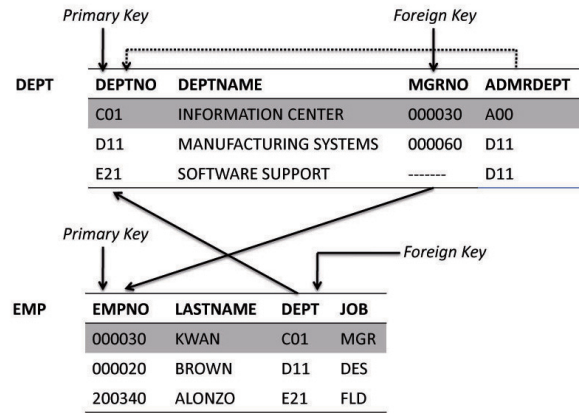 Primary Key Foreign Key
DEPT DEPTNO DEPTNAME MGRNO ADMRDEPT
C01 INFORMATION CENTER 000030 A00
D11 MANUFACTURING SYSTEMS 000060 D11
E21 SOFTWARE SUPPORT ------- D11
Primary Key Foreign Key
EMP EMPNO LASTNAME DEPT JOB
000030 KWAN C01 MGR
000020 BROWN D11 DES
200340 ALONZO E21 FLD